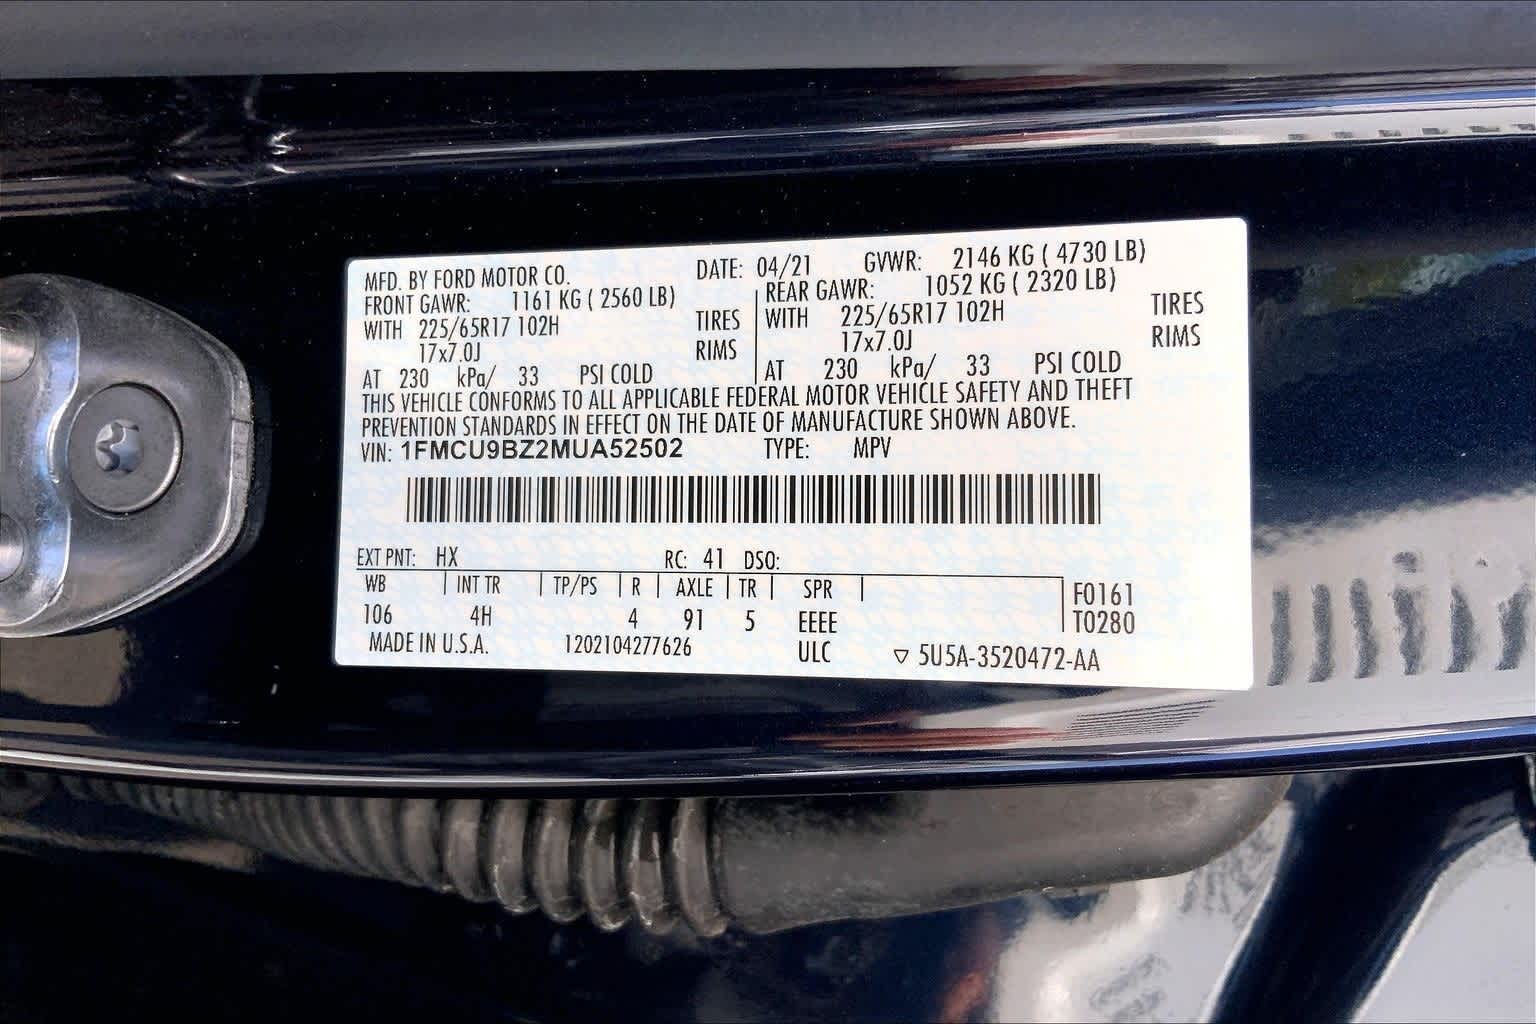 MFD. BY FORD MOTOR CO. DATE: 04/21 GVWR: 2146 KG ( 4730 LB)
FRONT GAWR: 1161 KG ( 2560 LB) REAR GAWR: 1052 KG ( 2320 LB)
WITH 225/65R17 102H TIRES WITH 225/65R17 102H TIRES
17x7.0J RIMS 17x7.0J RIMS
AT 230 kPa/ 33 PSI COLD AT 230 kPa/ 33 PSI COLD
THIS VEHICLE CONFORMS TO ALL APPLICABLE FEDERAL MOTOR VEHICLE SAFETY AND THEFT
PREVENTION STANDARDS IN EFFECT ON THE DATE OF MANUFACTURE SHOWN ABOVE.
VIN: 1FMCU9BZ2MUA52502 TYPE: MPV
EXT PNT: HX RC: 41 DSO:
WB INT TR TP/PS R AXLE TR SPR F0161
106 4H 4 91 5 EEEE T0280
MADE IN U.S.A. 1202104277626 ULC ▽ 5U5A-3520472-AA